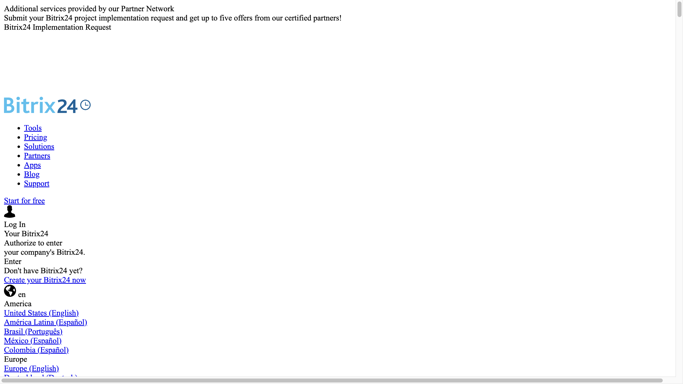 Additional services provided by our Partner Network
Submit your Bitrix24 project implementation request and get up to five offers from our certified partners!
Bitrix24 Implementation Request
Bitrix24
Tools
Pricing
Solutions
Partners
Apps
Blog
Support
Start for free
Log In
Your Bitrix24
Authorize to enter
your company's Bitrix24.
Enter
Don't have Bitrix24 yet?
Create your Bitrix24 now
en
America
United States (English)
América Latina (Español)
Brasil (Português)
México (Español)
Colombia (Español)
Europe
Europe (English)